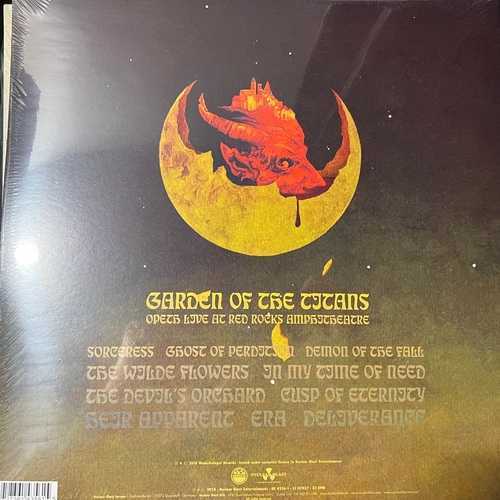 GARDEN OF THE TITANS
OPETH LIVE AT RED ROCKS AMPHITHEATRE
SORCERESS GHOST OF PERDITION DEMON OF THE FALL
THE WILDE FLOWERS IN MY TIME OF NEED
THE DEVIL'S ORCHARD CUSP OF ETERNITY
HEIR APPARENT ERA DELIVERANCE